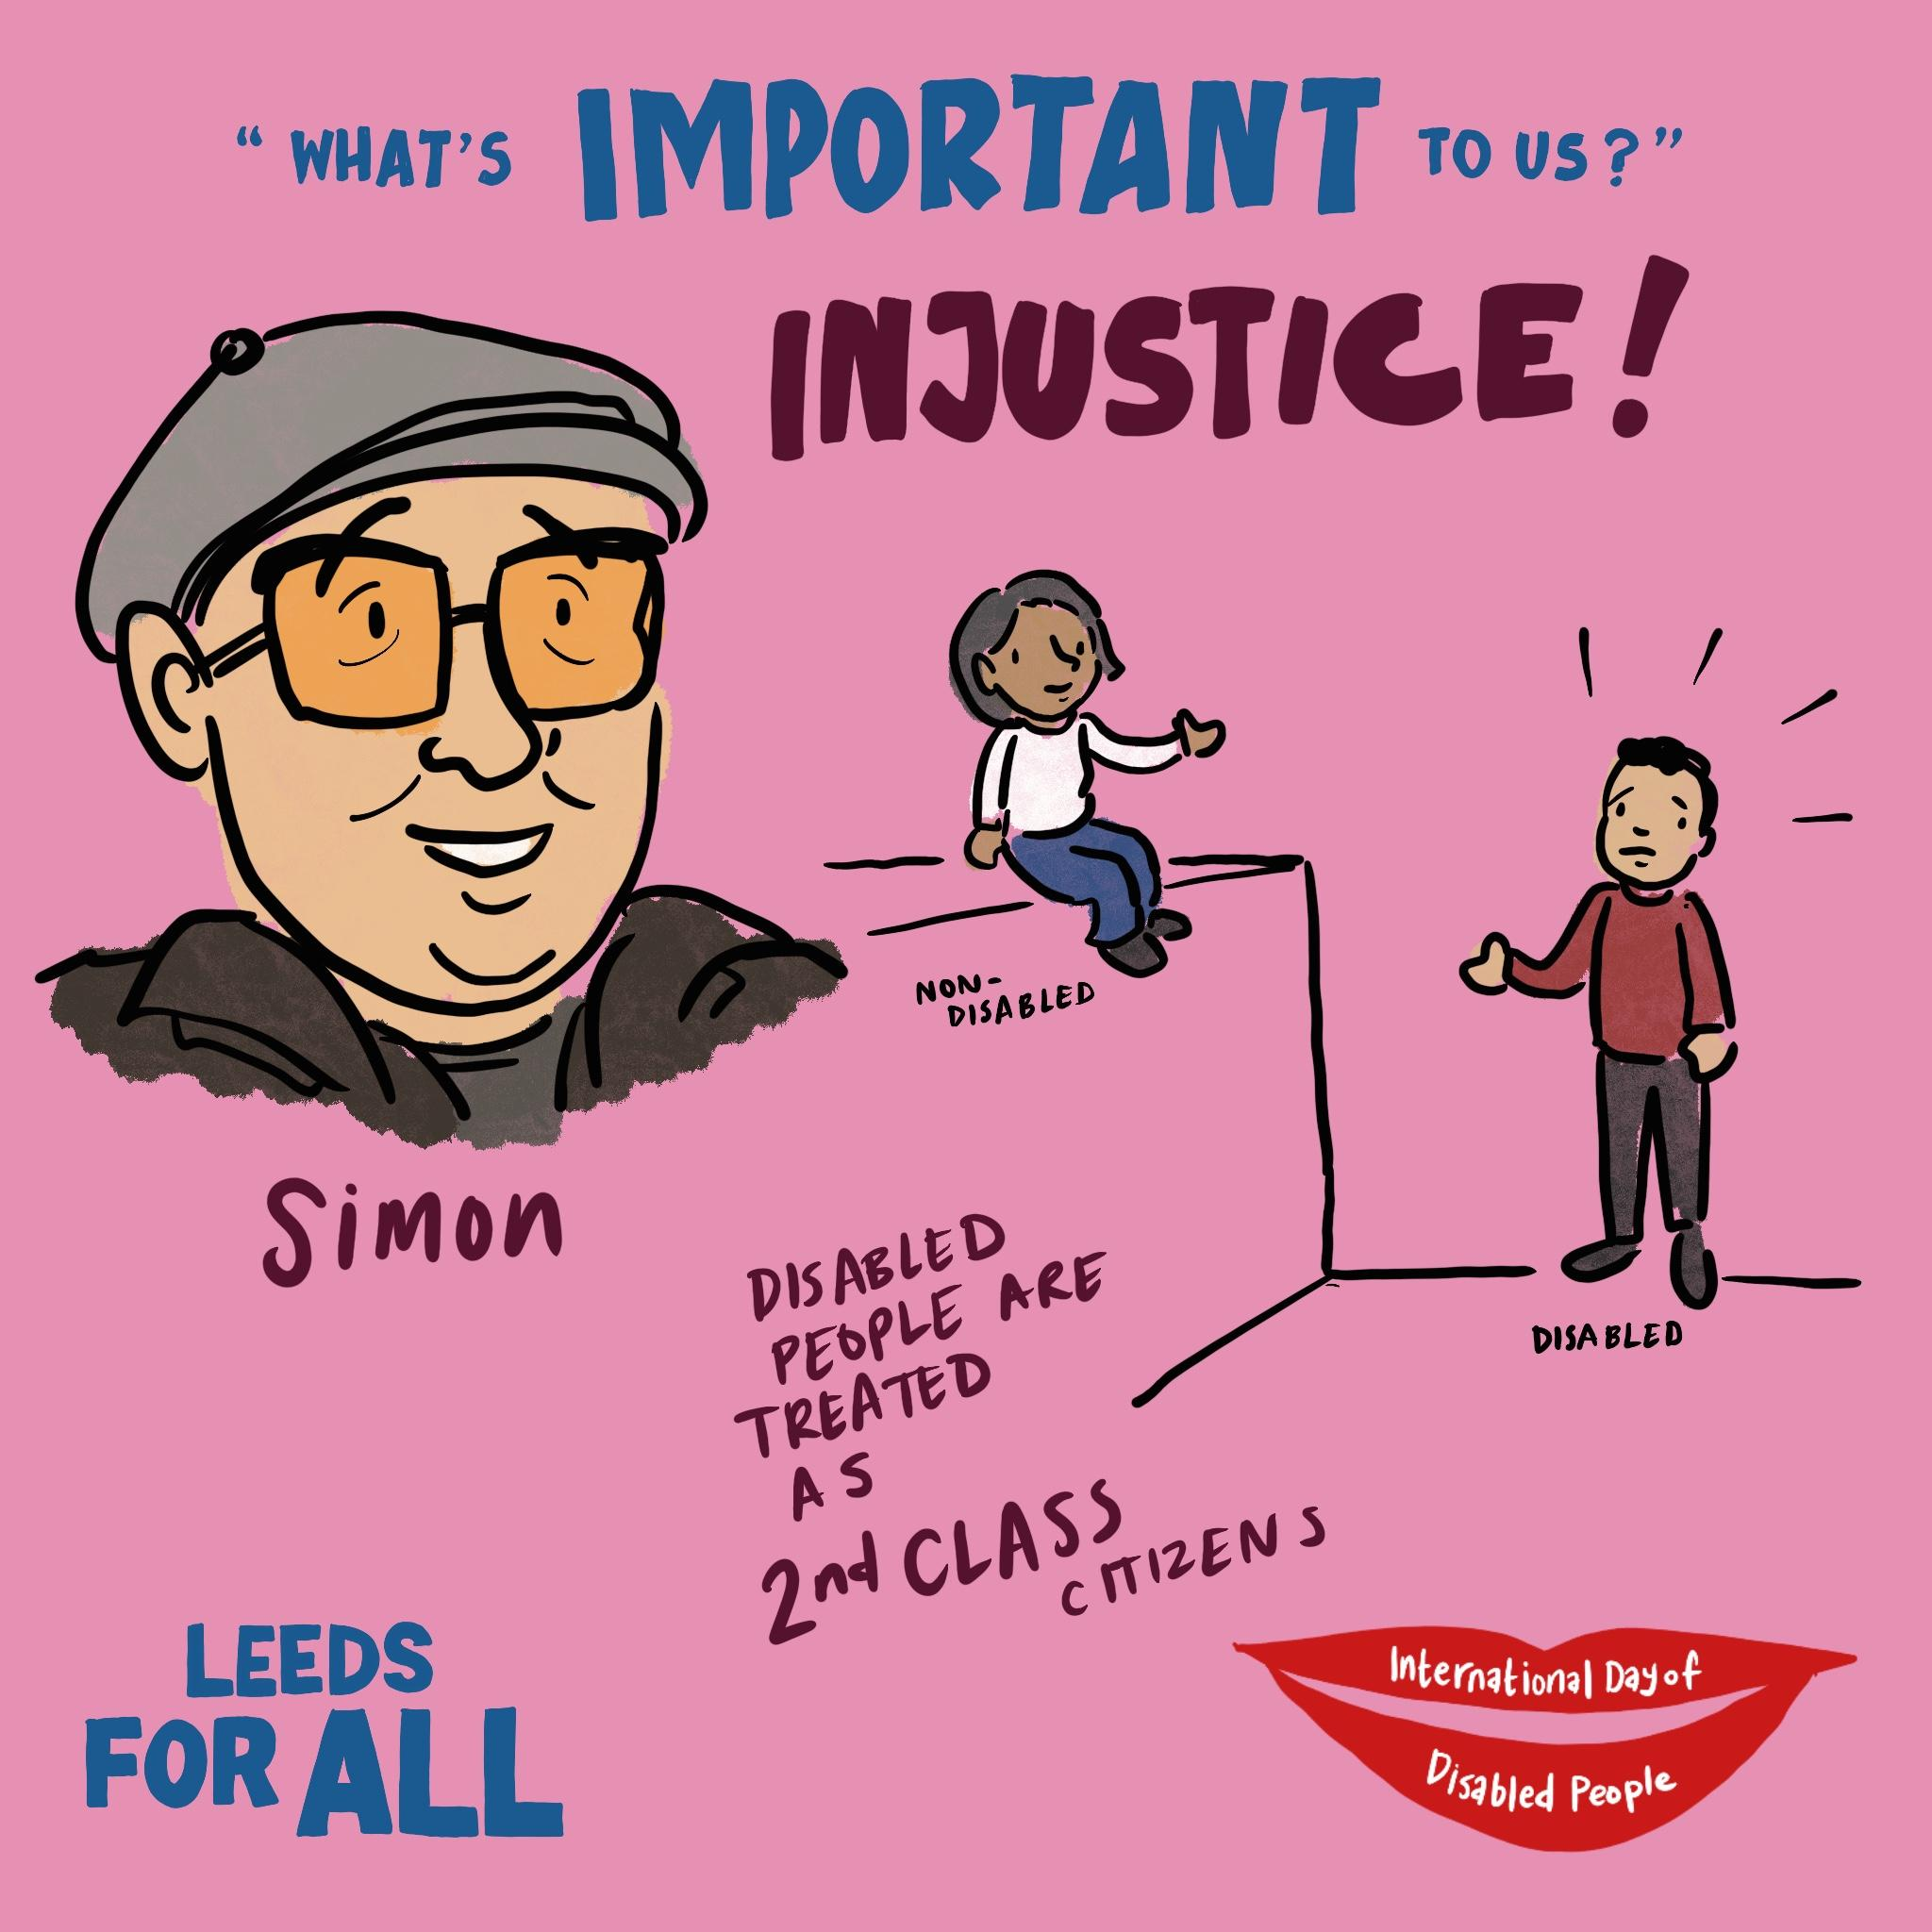 “WHAT'S IMPORTANT TO US?”
INJUSTICE!
NON-
DISABLED
DISABLED
Simon
DISABLED
PEOPLE ARE
TREATED
AS
2nd CLASS
CITIZENS
LEEDS
FOR ALL
International Day of
Disabled People